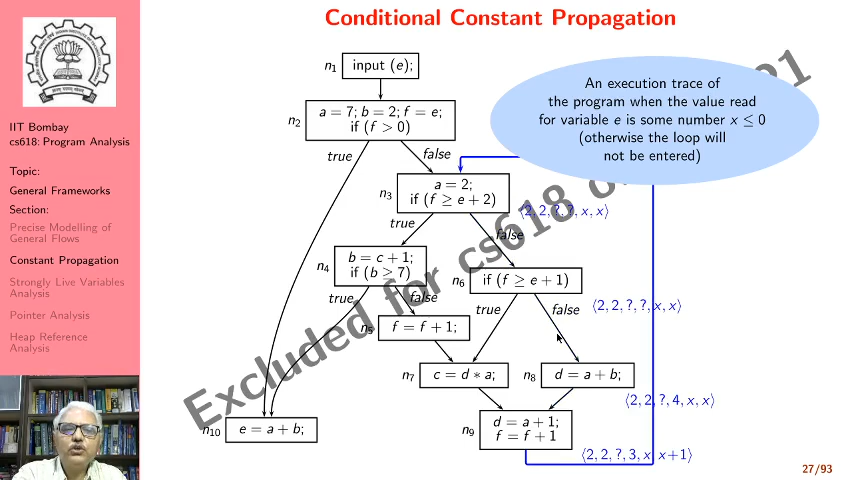 Conditional Constant Propagation
IIT Bombay
cs618: Program Analysis
Topic:
General Frameworks
Section:
Precise Modelling of
General Flows
Constant Propagation
Strongly Live Variables
Analysis
Pointer Analysis
Heap Reference
Analysis
n1 input (e);
n2 a = 7; b = 2; f = e;
if (f > 0)
true false
An execution trace of
the program when the value read
for variable e is some number x ≤ 0
(otherwise the loop will
not be entered)
n3 a = 2;
if (f ≥ e + 2)
⟨2, 2, ?, ?, x, x⟩
true false
n4 b = c + 1;
if (b ≥ 7)
n6 if (f ≥ e + 1)
true false
true false
⟨2, 2, ?, ?, x, x⟩
n5 f = f + 1;
n7 c = d ∗ a;
n8 d = a + b;
⟨2, 2, ?, 4, x, x⟩
n9 d = a + 1;
f = f + 1
n10 e = a + b;
⟨2, 2, ?, 3, x, x+1⟩
Excluded for cs618 21
27/93